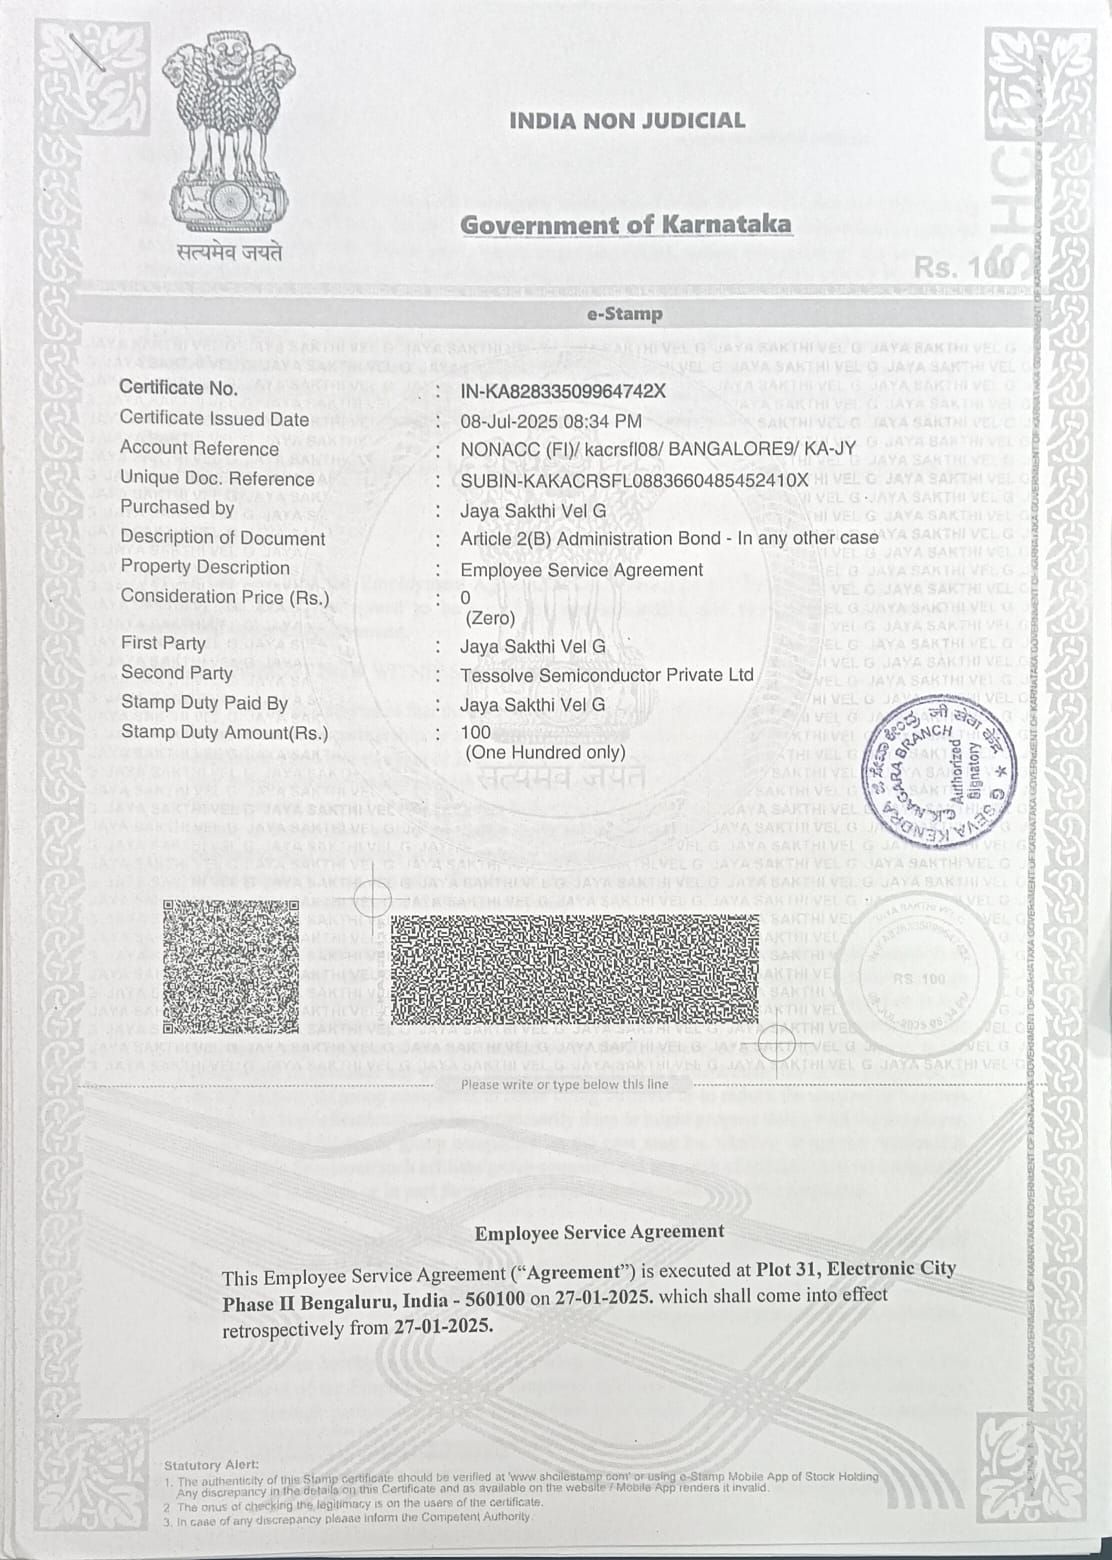 सत्यमेव जयते
INDIA NON JUDICIAL
Government of Karnataka
Rs. 100
SHC
e-Stamp
Certificate No. : IN-KA82833509964742X
Certificate Issued Date : 08-Jul-2025 08:34 PM
Account Reference : NONACC (FI)/ kacrsfl08/ BANGALORE9/ KA-JY
Unique Doc. Reference : SUBIN-KAKACRSFL0883660485452410X
Purchased by : Jaya Sakthi Vel G
Description of Document : Article 2(B) Administration Bond - In any other case
Property Description : Employee Service Agreement
Consideration Price (Rs.) : 0
(Zero)
First Party : Jaya Sakthi Vel G
Second Party : Tessolve Semiconductor Private Ltd
Stamp Duty Paid By : Jaya Sakthi Vel G
Stamp Duty Amount(Rs.) : 100
(One Hundred only)
सत्यमेव जयते
जी सेवा केंद्र ★ G SEVA KENDRA
C.K. NAGARA BRANCH
Authorized
Signatory
RS. 100
Please write or type below this line
Employee Service Agreement
This Employee Service Agreement (“Agreement”) is executed at Plot 31, Electronic City
Phase II Bengaluru, India - 560100 on 27-01-2025. which shall come into effect
retrospectively from 27-01-2025.
Statutory Alert:
1. The authenticity of this Stamp certificate should be verified at 'www shcilestamp com' or using e-Stamp Mobile App of Stock Holding
Any discrepancy in the details on this Certificate and as available on the website / Mobile App renders it invalid.
2 The onus of checking the legitimacy is on the users of the certificate.
3. In case of any discrepancy please inform the Competent Authority.